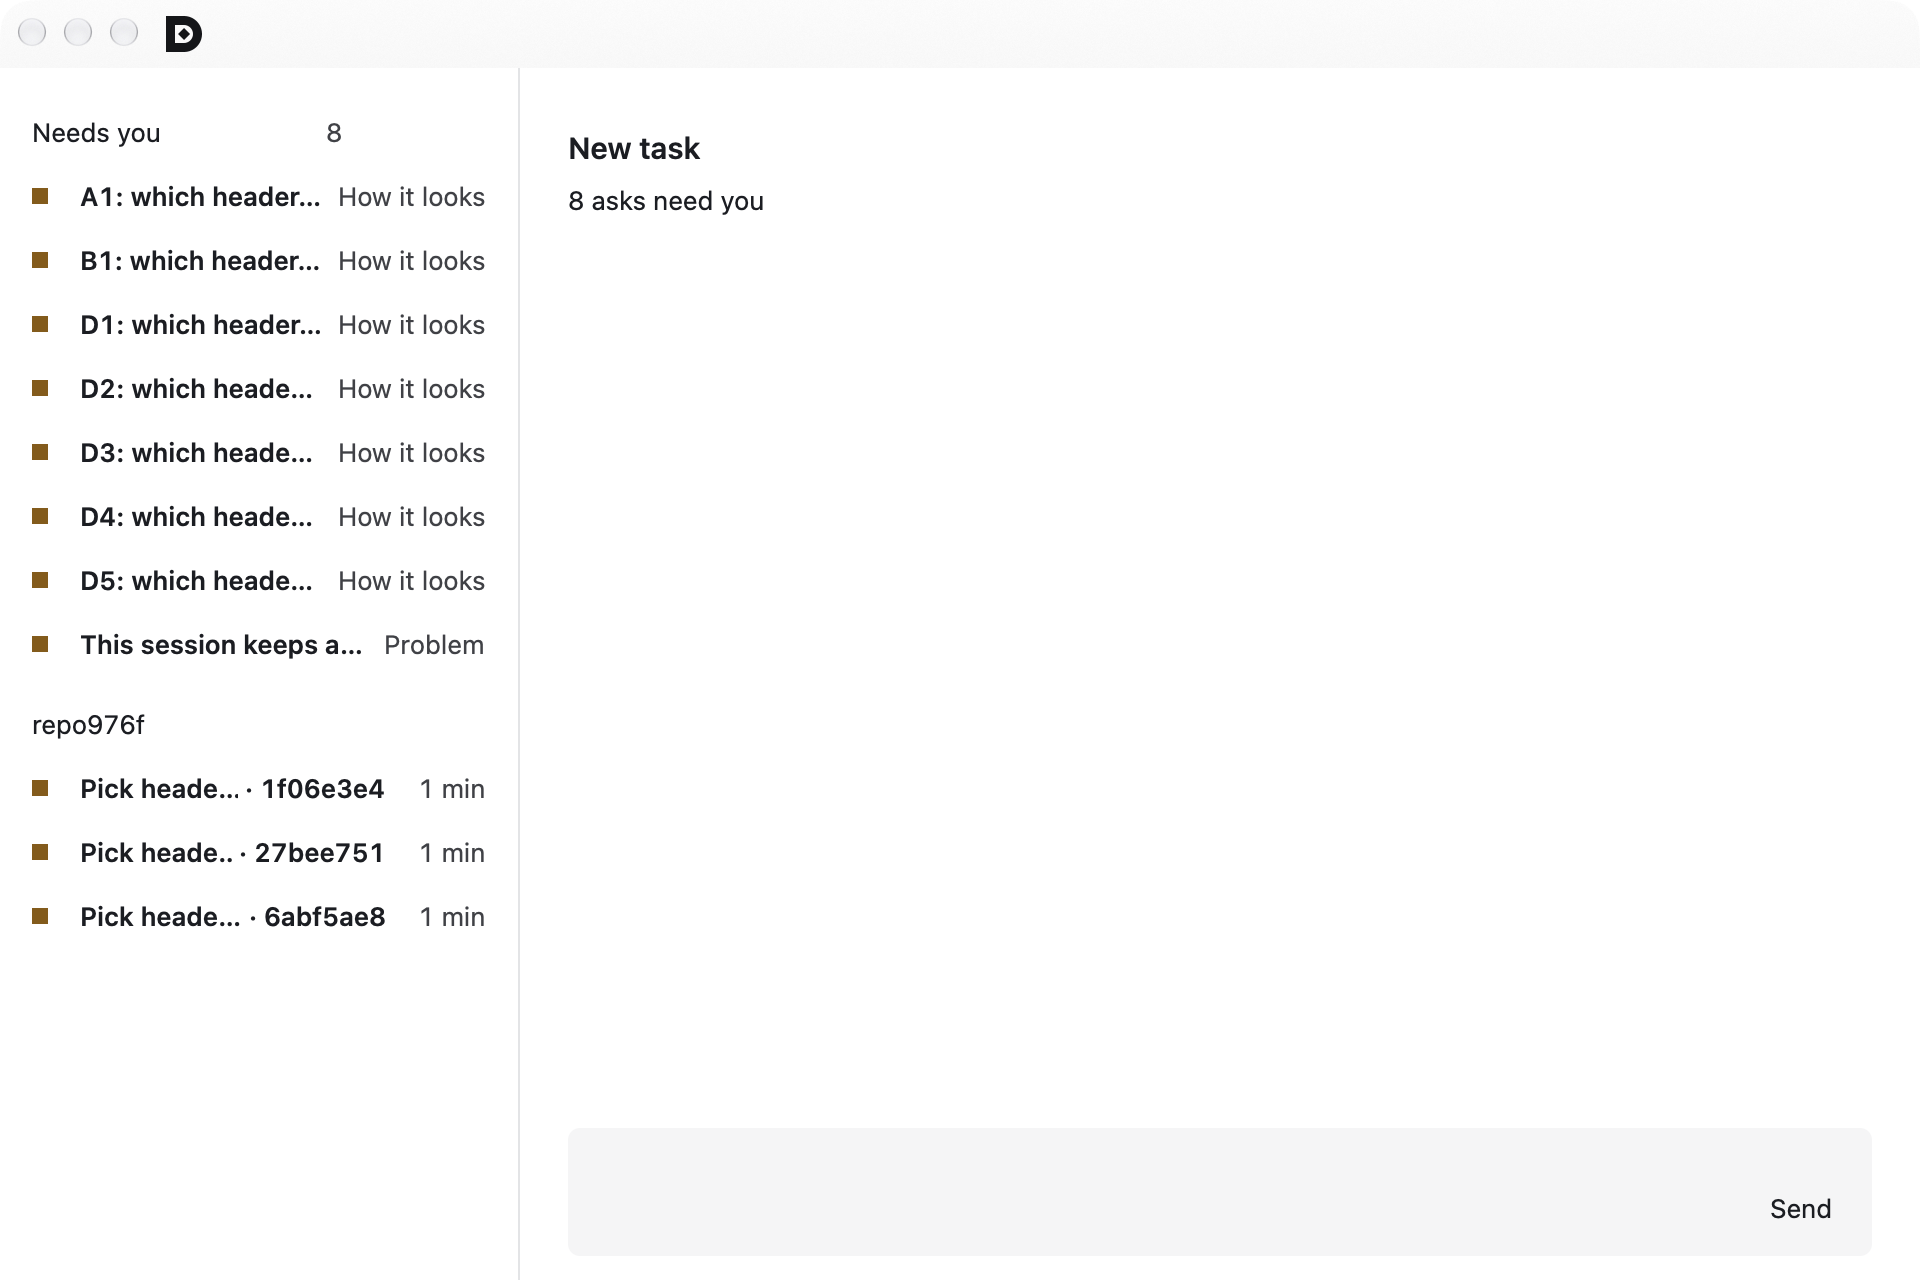 Needs you 8
A1: which header... How it looks
B1: which header... How it looks
D1: which header... How it looks
D2: which heade... How it looks
D3: which heade... How it looks
D4: which heade... How it looks
D5: which heade... How it looks
This session keeps a... Problem
repo976f
Pick heade... · 1f06e3e4 1 min
Pick heade.. · 27bee751 1 min
Pick heade... · 6abf5ae8 1 min
New task
8 asks need you
Send